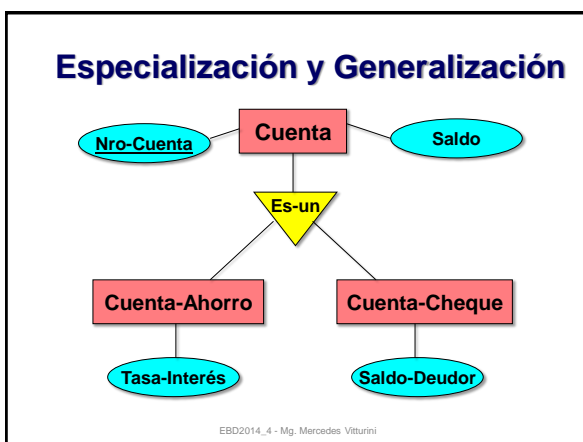 Especialización y Generalización
Cuenta
Nro-Cuenta
Saldo
Es-un
Cuenta-Ahorro
Cuenta-Cheque
Tasa-Interés
Saldo-Deudor
EBD2014_4 - Mg. Mercedes Vitturini